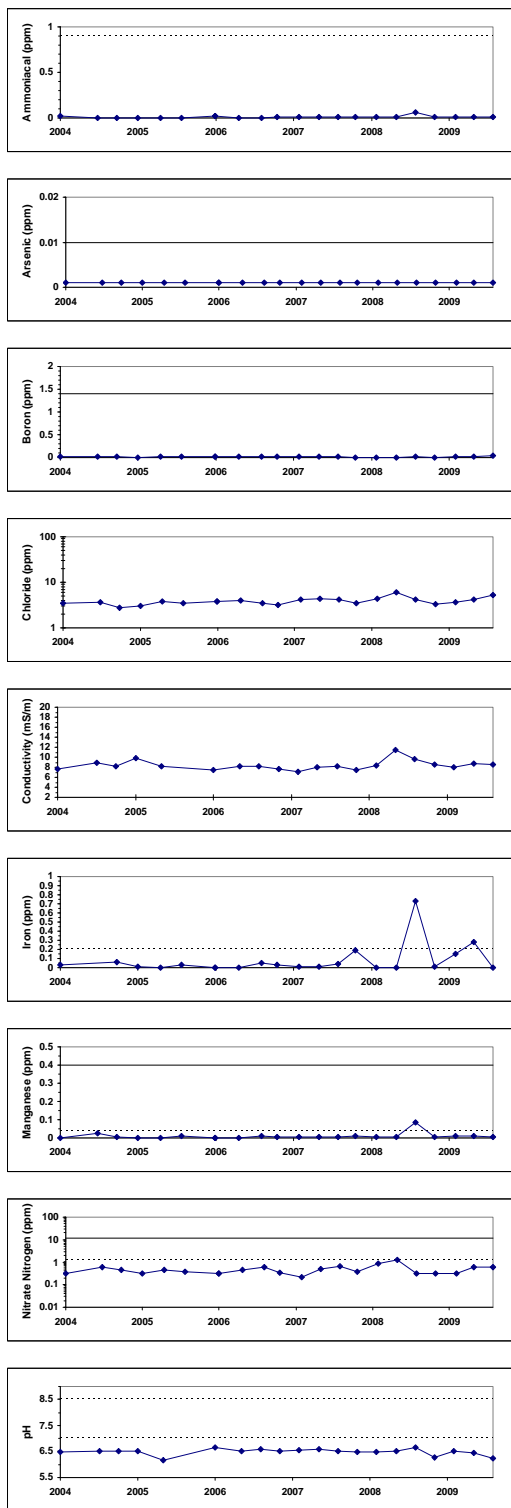 Ammoniacal (ppm)
1
0.5
0
2004 2005 2006 2007 2008 2009
Arsenic (ppm)
0.02
0.01
0
2004 2005 2006 2007 2008 2009
Boron (ppm)
2
1.5
1
0.5
0
2004 2005 2006 2007 2008 2009
Chloride (ppm)
100
10
1
2004 2005 2006 2007 2008 2009
Conductivity (mS/m)
20
18
16
14
12
10
8
6
4
2
2004 2005 2006 2007 2008 2009
Iron (ppm)
1
0.9
0.8
0.7
0.6
0.5
0.4
0.3
0.2
0.1
0
2004 2005 2006 2007 2008 2009
Manganese (ppm)
0.5
0.4
0.3
0.2
0.1
0
2004 2005 2006 2007 2008 2009
Nitrate Nitrogen (ppm)
100
10
1
0.1
0.01
2004 2005 2006 2007 2008 2009
pH
8.5
7.5
6.5
5.5
2004 2005 2006 2007 2008 2009